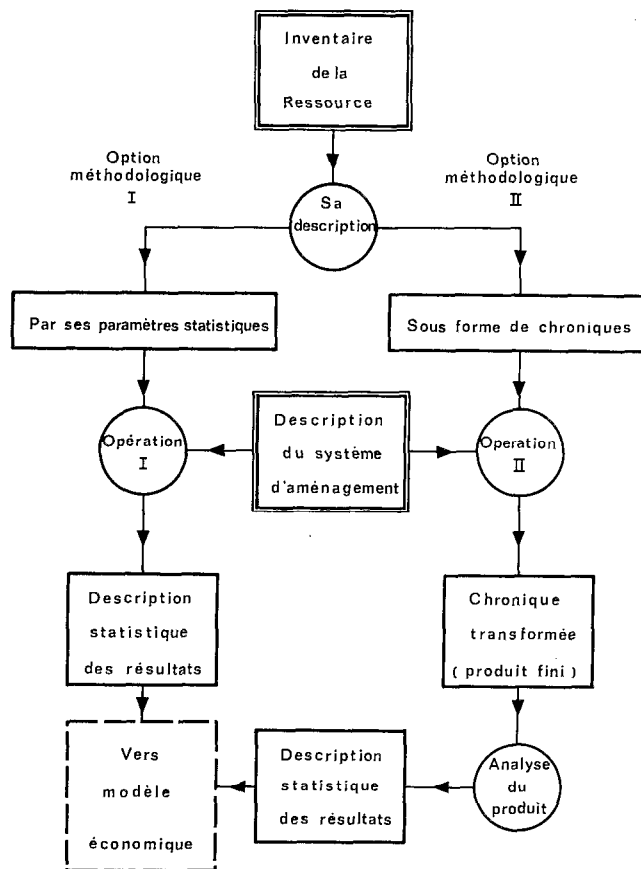 Inventaire
de la
Ressource
Option
méthodologique
I
Option
méthodologique
II
Sa
description
Par ses paramètres statistiques
Sous forme de chroniques
Opération
I
Description
du système
d'aménagement
Operation
II
Description
statistique
des résultats
Chronique
transformée
( produit fini )
Vers
modèle
économique
Description
statistique
des résultats
Analyse
du
produit